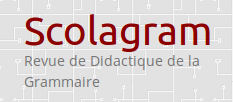 Scolagram
Revue de Didactique de la
Grammaire